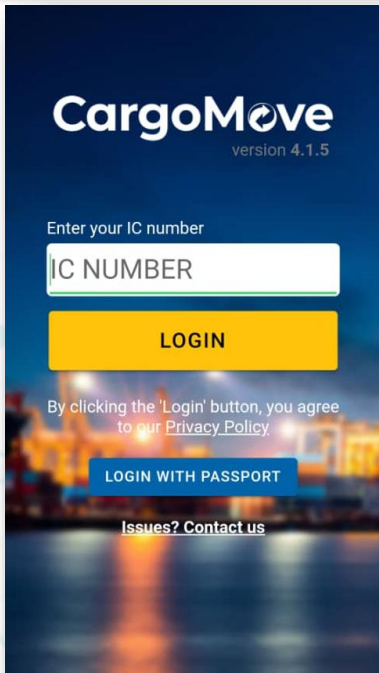 CargoMove
version 4.1.5
Enter your IC number
IC NUMBER
LOGIN
By clicking the 'Login' button, you agree
to our Privacy Policy
LOGIN WITH PASSPORT
Issues? Contact us